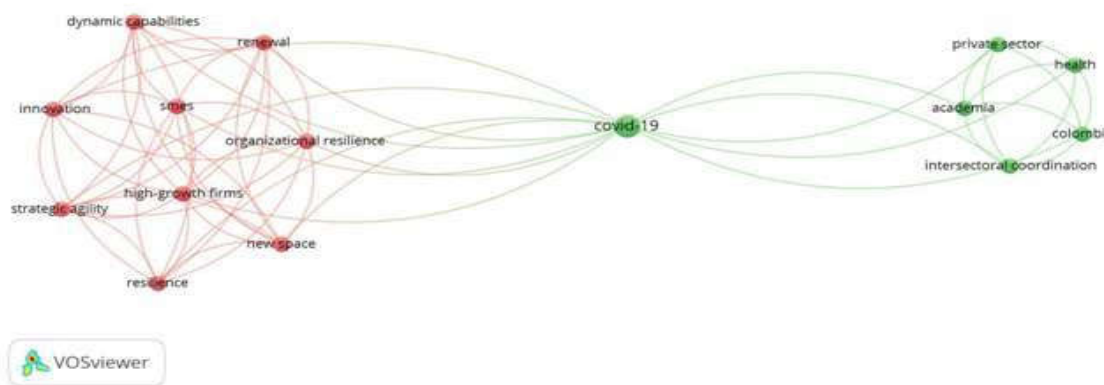 dynamic capabilities
renewal
private sector
health
innovation
smes
academia
covid-19
colombi
organizational resilience
intersectoral coordination
high-growth firms
strategic agility
new space
resilience
VOSviewer